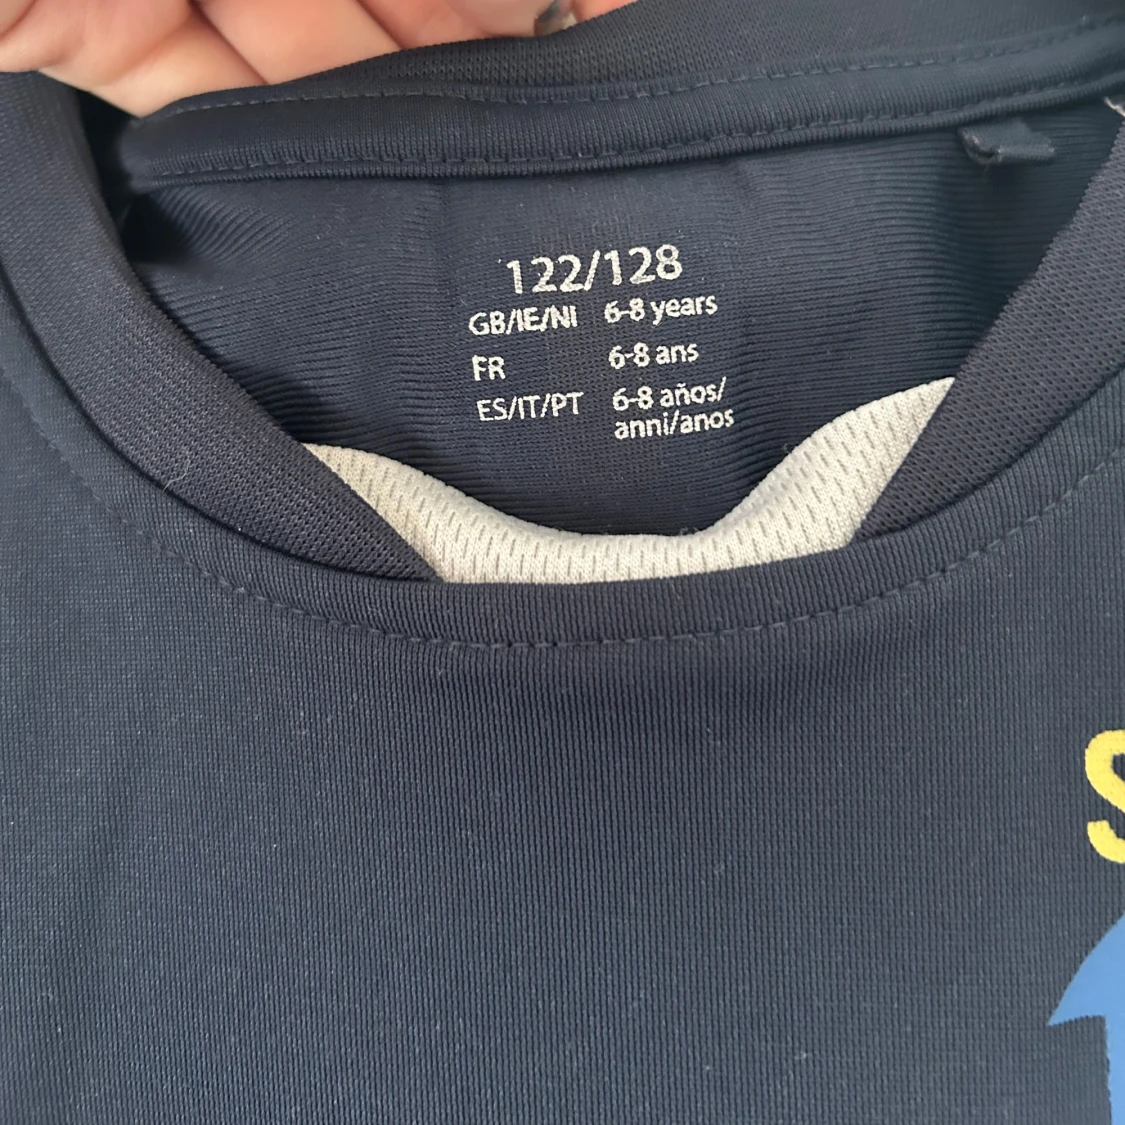 122/128
GB/IE/NI 6-8 years
FR 6-8 ans
ES/IT/PT 6-8 años/
anni/anos
S